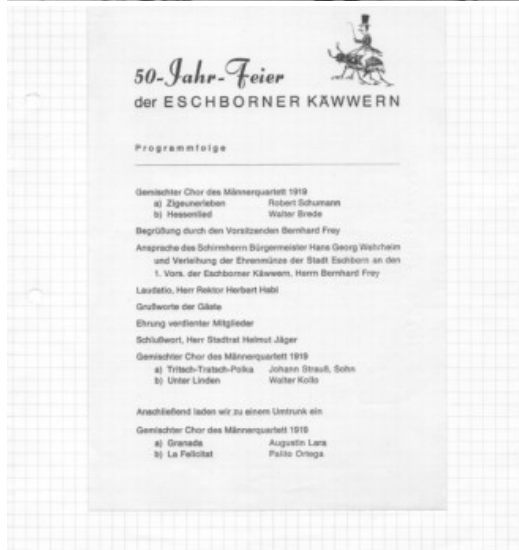 50-Jahr-Feier
der ESCHBORNER KÄWWERN
Programmfolge
Gemischter Chor des Männerquartett 1919
a) Zigeunerleben Robert Schumann
b) Hessenlied Walter Brede
Begrüßung durch den Vorsitzenden Bernhard Frey
Ansprache des Schirmherrn Bürgermeister Hans Georg Wehrheim
und Verleihung der Ehrenmünze der Stadt Eschborn an den
1. Vors. der Eschborner Käwwern, Herrn Bernhard Frey
Laudatio, Herr Rektor Herbert Habl
Grußworte der Gäste
Ehrung verdienter Mitglieder
Schlußwort, Herr Stadtrat Helmut Jäger
Gemischter Chor des Männerquartett 1919
a) Tritsch-Tratsch-Polka Johann Strauß, Sohn
b) Unter Linden Walter Kollo
Anschließend laden wir zu einem Umtrunk ein
Gemischter Chor des Männerquartett 1919
a) Granada Augustin Lara
b) La Felicitat Palito Ortega